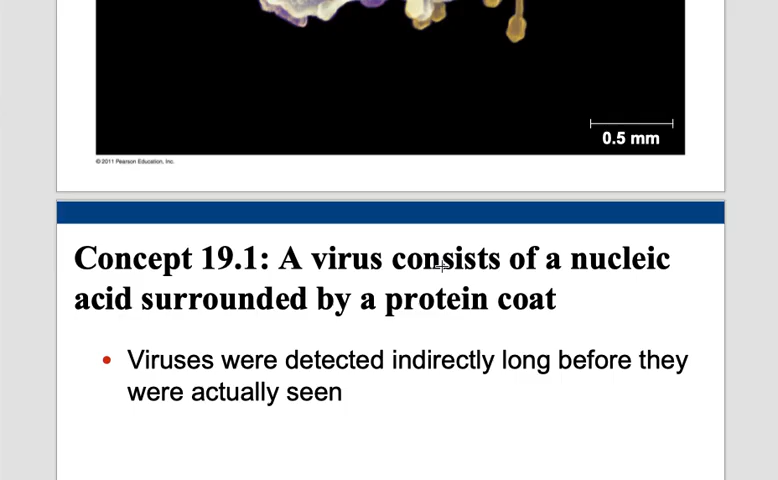 0.5 mm
© 2011 Pearson Education, Inc.
Concept 19.1: A virus consists of a nucleic
acid surrounded by a protein coat
• Viruses were detected indirectly long before they
were actually seen